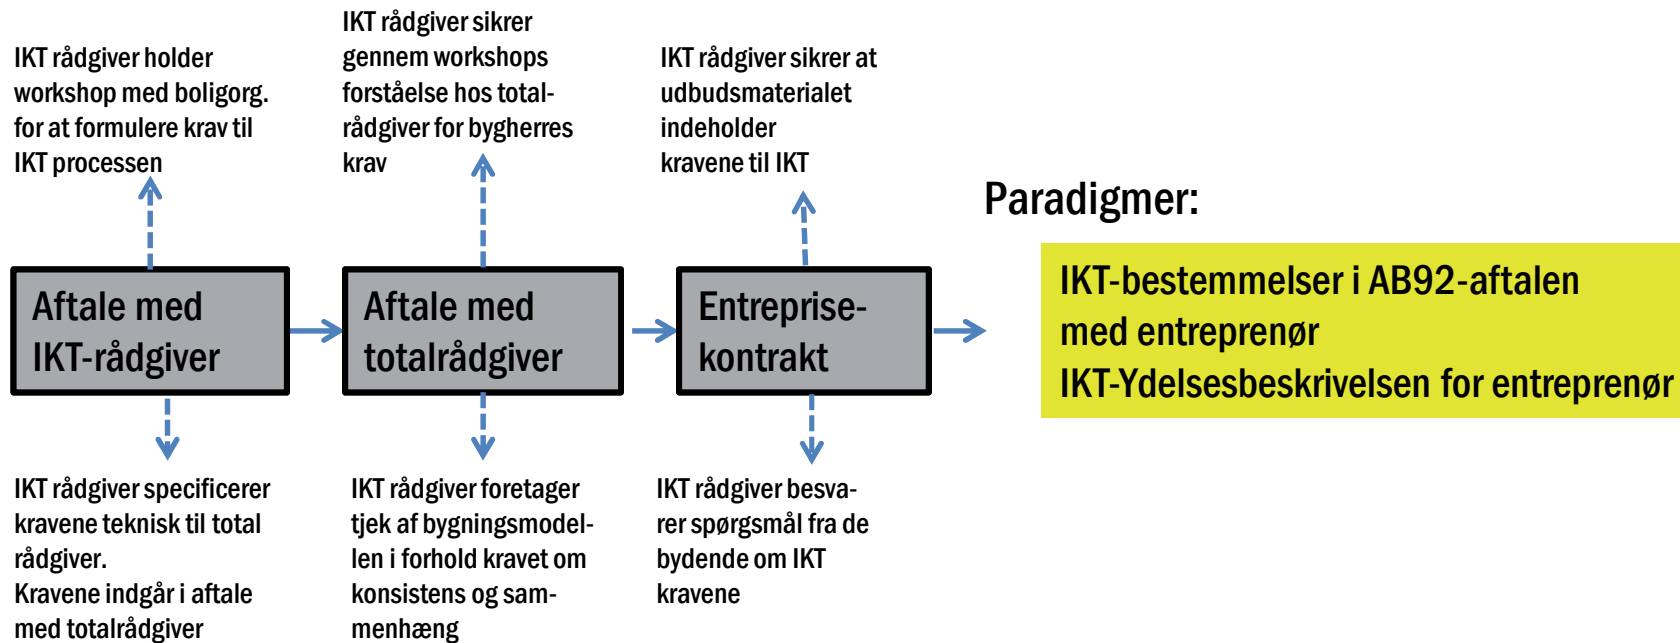 IKT rådgiver holder
workshop med boligorg.
for at formulere krav til
IKT processen
IKT rådgiver sikrer
gennem workshops
forståelse hos total-
rådgiver for bygherres
krav
IKT rådgiver sikrer at
udbudsmaterialet
indeholder
kravene til IKT
Aftale med
IKT-rådgiver
Aftale med
totalrådgiver
Entreprise-
kontrakt
Paradigmer:
IKT-bestemmelser i AB92-aftalen
med entreprenør
IKT-Ydelsesbeskrivelsen for entreprenør
IKT rådgiver specificerer
kravene teknisk til total
rådgiver.
Kravene indgår i aftale
med totalrådgiver
IKT rådgiver foretager
tjek af bygningsmodel-
len i forhold kravet om
konsistens og sam-
menhæng
IKT rådgiver besva-
rer spørgsmål fra de
bydende om IKT
kravene